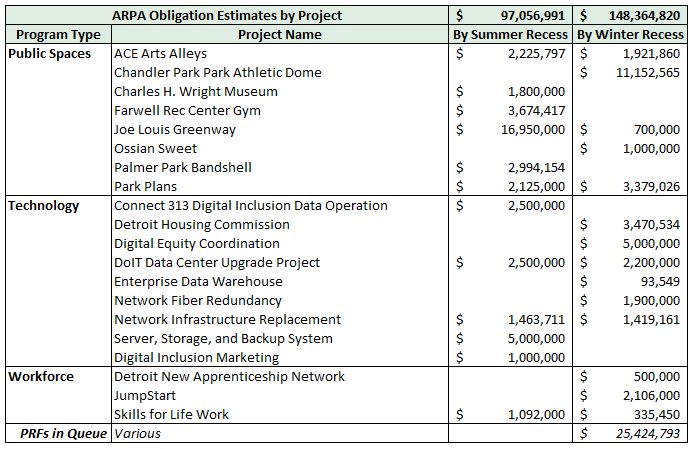 ARPA Obligation Estimates by Project $ 97,056,991 $ 148,364,820
Program Type Project Name By Summer Recess By Winter Recess
Public Spaces ACE Arts Alleys $ 2,225,797 $ 1,921,860
Chandler Park Park Athletic Dome $ 11,152,565
Charles H. Wright Museum $ 1,800,000
Farwell Rec Center Gym $ 3,674,417
Joe Louis Greenway $ 16,950,000 $ 700,000
Ossian Sweet $ 1,000,000
Palmer Park Bandshell $ 2,994,154
Park Plans $ 2,125,000 $ 3,379,026
Technology Connect 313 Digital Inclusion Data Operation $ 2,500,000
Detroit Housing Commission $ 3,470,534
Digital Equity Coordination $ 5,000,000
DoIT Data Center Upgrade Project $ 2,500,000 $ 2,200,000
Enterprise Data Warehouse $ 93,549
Network Fiber Redundancy $ 1,900,000
Network Infrastructure Replacement $ 1,463,711 $ 1,419,161
Server, Storage, and Backup System $ 5,000,000
Digital Inclusion Marketing $ 1,000,000
Workforce Detroit New Apprenticeship Network $ 500,000
JumpStart $ 2,106,000
Skills for Life Work $ 1,092,000 $ 335,450
PRFs in Queue Various $ 25,424,793